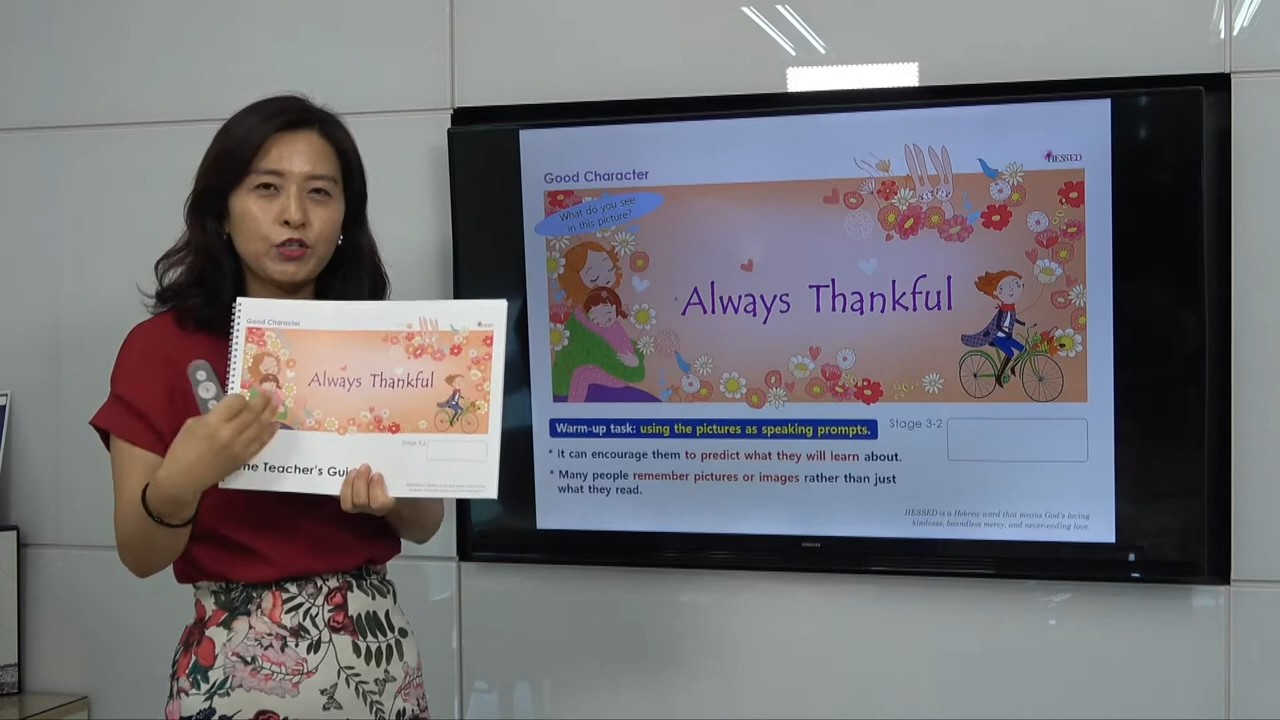 Good Character
HESSED
What do you see
in this picture?
Always Thankful
Stage 3-2
Warm-up task: using the pictures as speaking prompts.
* It can encourage them to predict what they will learn about.
* Many people remember pictures or images rather than just
what they read.
HESSED is a Hebrew word that means God's loving
kindness, boundless mercy, and never-ending love.
SAMSUNG
Good Character
HESSED
Always Thankful
Stage 3-2
The Teacher's Gui